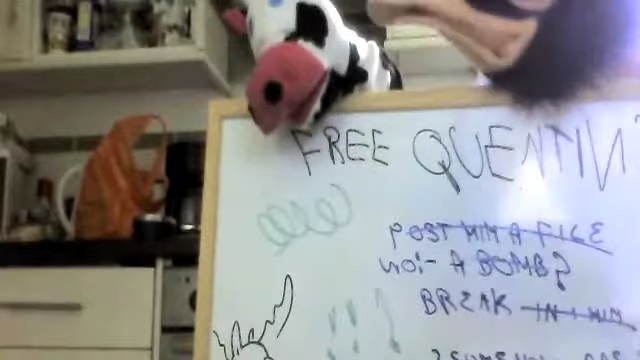 FREE QUENTIN
POST HIM A FILE
NO:- A BOMB?
BREAK IN + HIM